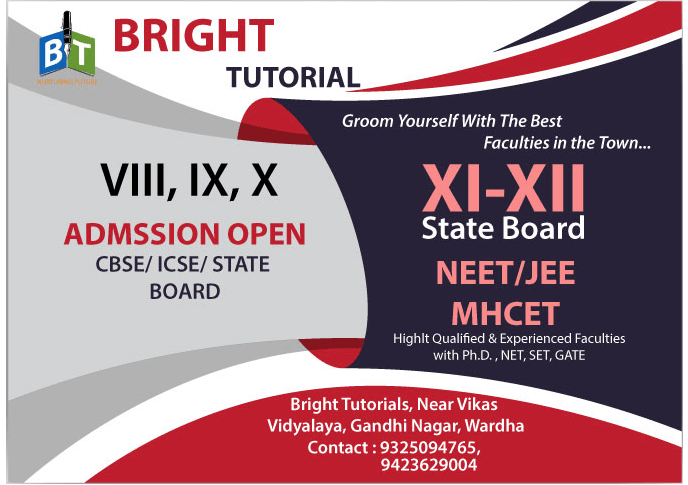 BT
BRIGHT
TUTORIAL
Groom Yourself With The Best
Faculties in the Town...
VIII, IX, X
ADMSSION OPEN
CBSE/ ICSE/ STATE
BOARD
XI-XII
State Board
NEET/JEE
MHCET
Highlt Qualified & Experienced Faculties
with Ph.D. , NET, SET, GATE
Bright Tutorials, Near Vikas
Vidyalaya, Gandhi Nagar, Wardha
Contact : 9325094765,
9423629004